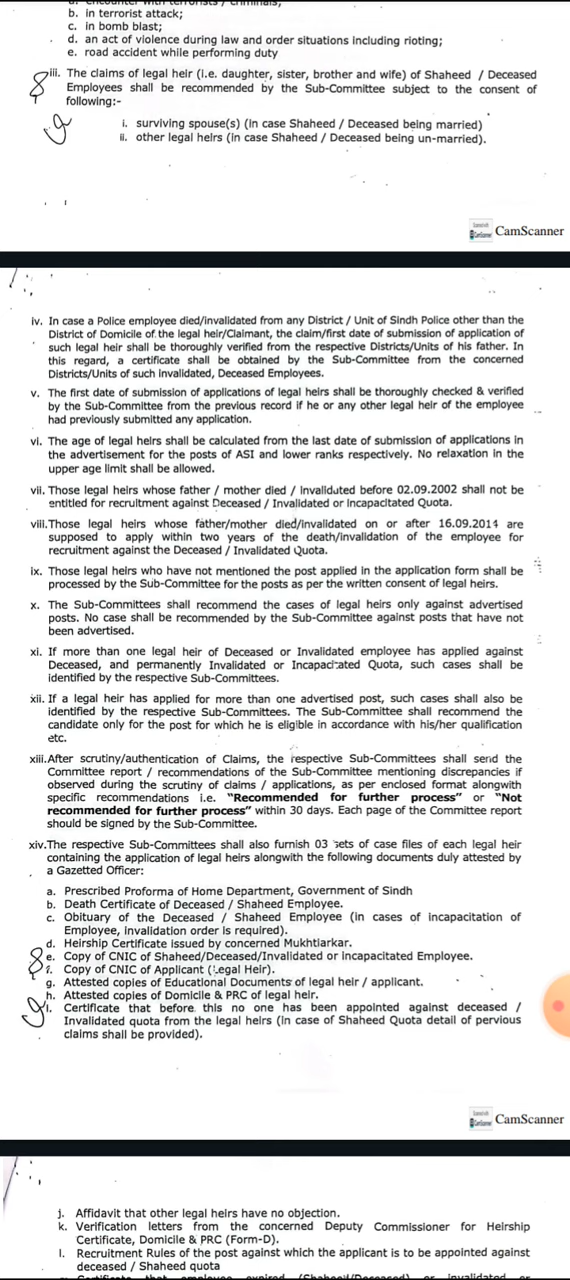 a. encounter with terrorists / criminals;
b. in terrorist attack;
c. in bomb blast;
d. an act of violence during law and order situations including rioting;
e. road accident while performing duty
iii. The claims of legal heir (i.e. daughter, sister, brother and wife) of Shaheed / Deceased
Employees shall be recommended by the Sub-Committee subject to the consent of
following:-
i. surviving spouse(s) (in case Shaheed / Deceased being married)
ii. other legal heirs (in case Shaheed / Deceased being un-married).
CamScanner
iv. In case a Police employee died/invalidated from any District / Unit of Sindh Police other than the
District of Domicile of the legal heir/Claimant, the claim/first date of submission of application of
such legal heir shall be thoroughly verified from the respective Districts/Units of his father. In
this regard, a certificate shall be obtained by the Sub-Committee from the concerned
Districts/Units of such Invalidated, Deceased Employees.
v. The first date of submission of applications of legal heirs shall be thoroughly checked & verified
by the Sub-Committee from the previous record if he or any other legal heir of the employee
had previously submitted any application.
vi. The age of legal heirs shall be calculated from the last date of submission of applications in
the advertisement for the posts of ASI and lower ranks respectively. No relaxation in the
upper age limit shall be allowed.
vii. Those legal heirs whose father / mother died / Invalidated before 02.09.2002 shall not be
entitled for recruitment against Deceased / Invalidated or Incapacitated Quota.
viii.Those legal heirs whose father/mother died/invalidated on or after 16.09.2014 are
supposed to apply within two years of the death/invalidation of the employee for
recruitment against the Deceased / Invalidated Quota.
ix. Those legal heirs who have not mentioned the post applied in the application form shall be
processed by the Sub-Committee for the posts as per the written consent of legal heirs.
x. The Sub-Committees shall recommend the cases of legal heirs only against advertised
posts. No case shall be recommended by the Sub-Committee against posts that have not
been advertised.
xi. If more than one legal heir of Deceased or Invalidated employee has applied against
Deceased, and permanently Invalidated or Incapacitated Quota, such cases shall be
identified by the respective Sub-Committees.
xii. If a legal heir has applied for more than one advertised post, such cases shall also be
identified by the respective Sub-Committees. The Sub-Committee shall recommend the
candidate only for the post for which he is eligible in accordance with his/her qualification
etc.
xiii.After scrutiny/authentication of Claims, the respective Sub-Committees shall send the
Committee report / recommendations of the Sub-Committee mentioning discrepancies if
observed during the scrutiny of claims / applications, as per enclosed format alongwith
specific recommendations i.e. "Recommended for further process" or "Not
recommended for further process" within 30 days. Each page of the Committee report
should be signed by the Sub-Committee.
xiv.The respective Sub-Committees shall also furnish 03 sets of case files of each legal heir
containing the application of legal heirs alongwith the following documents duly attested by
a Gazetted Officer:
a. Prescribed Proforma of Home Department, Government of Sindh
b. Death Certificate of Deceased / Shaheed Employee.
c. Obituary of the Deceased / Shaheed Employee (in cases of incapacitation of
Employee, invalidation order is required).
d. Heirship Certificate issued by concerned Mukhtiarkar.
e. Copy of CNIC of Shaheed/Deceased/Invalidated or Incapacitated Employee.
f. Copy of CNIC of Applicant (Legal Heir).
g. Attested copies of Educational Documents of legal heir / applicant.
h. Attested copies of Domicile & PRC of legal heir.
i. Certificate that before this no one has been appointed against deceased /
Invalidated quota from the legal heirs (in case of Shaheed Quota detail of pervious
claims shall be provided).
CamScanner
j. Affidavit that other legal heirs have no objection.
k. Verification letters from the concerned Deputy Commissioner for Heirship
Certificate, Domicile & PRC (Form-D).
l. Recruitment Rules of the post against which the applicant is to be appointed against
deceased / Shaheed quota
Certificate that employee expired (Shaheed/Deceased) or invalidated or